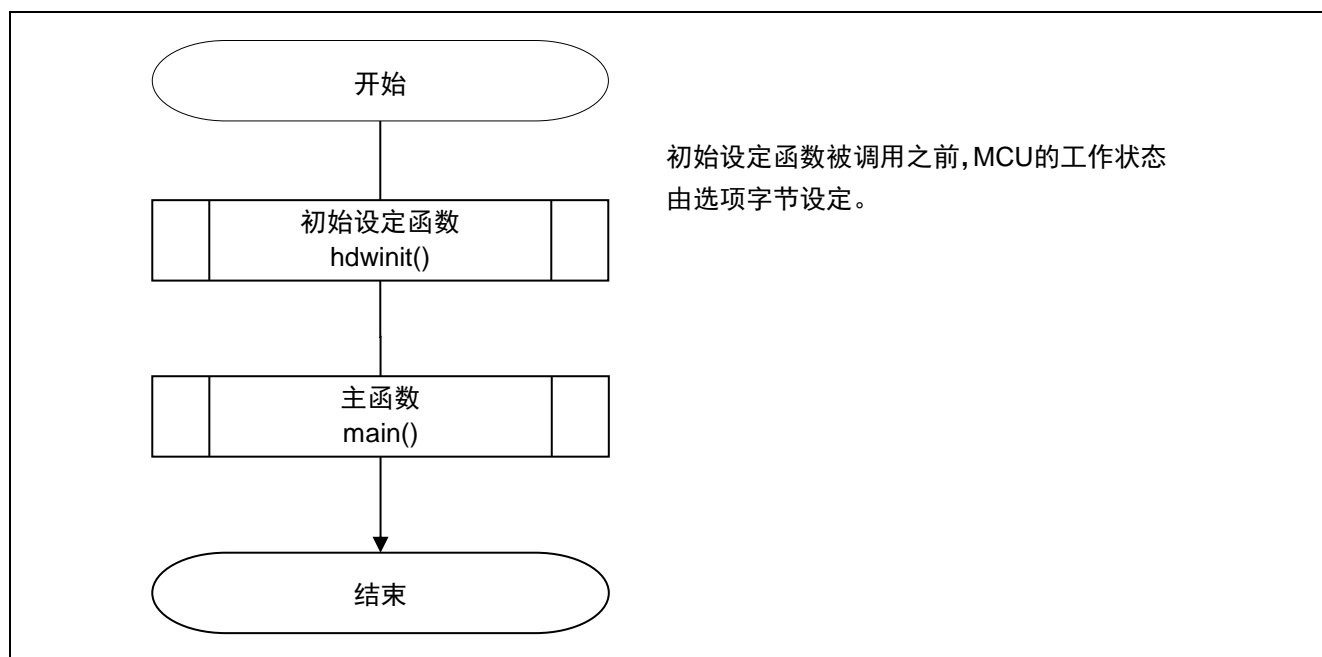 开始
初始设定函数被调用之前,MCU的工作状态
由选项字节设定。
初始设定函数
hdwinit()
主函数
main()
结束